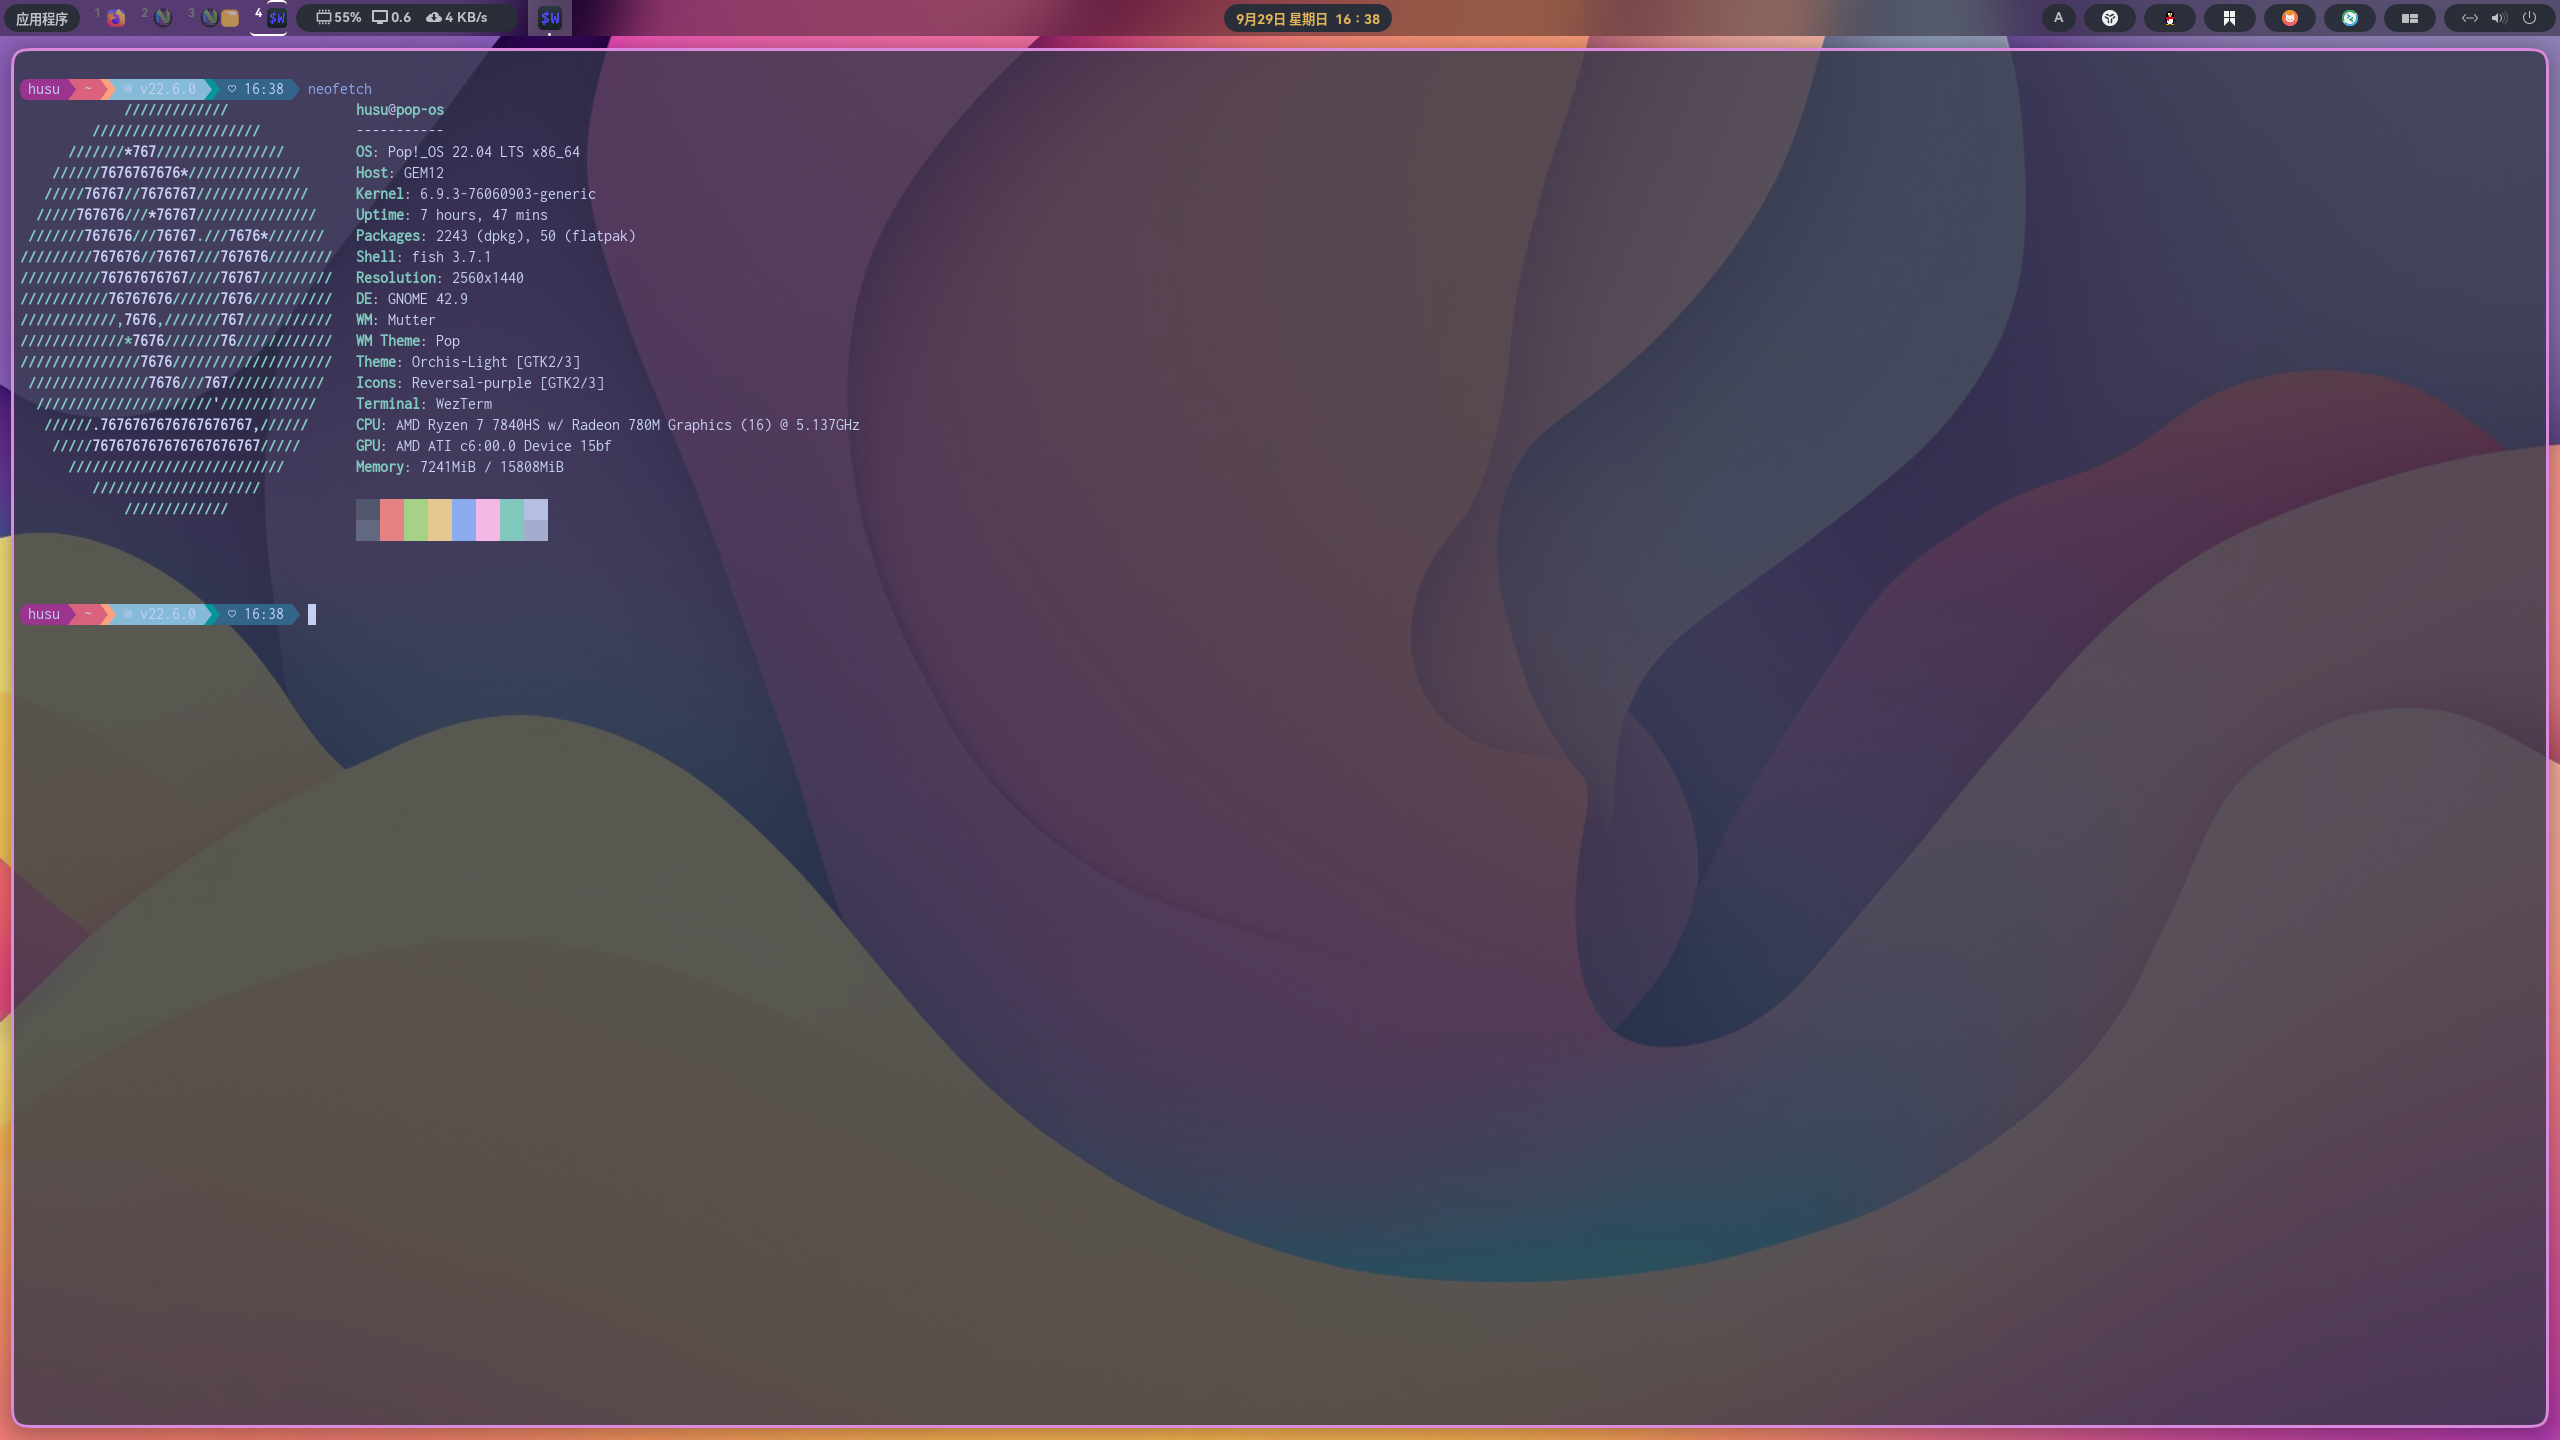 应用程序 1 2 3 4 $W 55% 0.6 4 KB/s $W 9月29日 星期日 16：38 A
husu ~ v22.6.0 ♡ 16:38 neofetch
///////////// husu@pop-os
///////////////////// -----------
///////*767//////////////// OS: Pop!_OS 22.04 LTS x86_64
//////7676767676*////////////// Host: GEM12
/////76767//7676767////////////// Kernel: 6.9.3-76060903-generic
/////767676///*76767/////////////// Uptime: 7 hours, 47 mins
///////767676///76767.///7676*/////// Packages: 2243 (dpkg), 50 (flatpak)
/////////767676//76767///767676//////// Shell: fish 3.7.1
//////////76767676767////76767///////// Resolution: 2560x1440
///////////76767676//////7676////////// DE: GNOME 42.9
////////////,7676,///////767/////////// WM: Mutter
/////////////*7676///////76//////////// WM Theme: Pop
///////////////7676//////////////////// Theme: Orchis-Light [GTK2/3]
///////////////7676///767//////////// Icons: Reversal-purple [GTK2/3]
//////////////////////'//////////// Terminal: WezTerm
//////.7676767676767676767,////// CPU: AMD Ryzen 7 7840HS w/ Radeon 780M Graphics (16) @ 5.137GHz
/////767676767676767676767///// GPU: AMD ATI c6:00.0 Device 15bf
/////////////////////////// Memory: 7241MiB / 15808MiB
/////////////////////
/////////////
husu ~ v22.6.0 ♡ 16:38